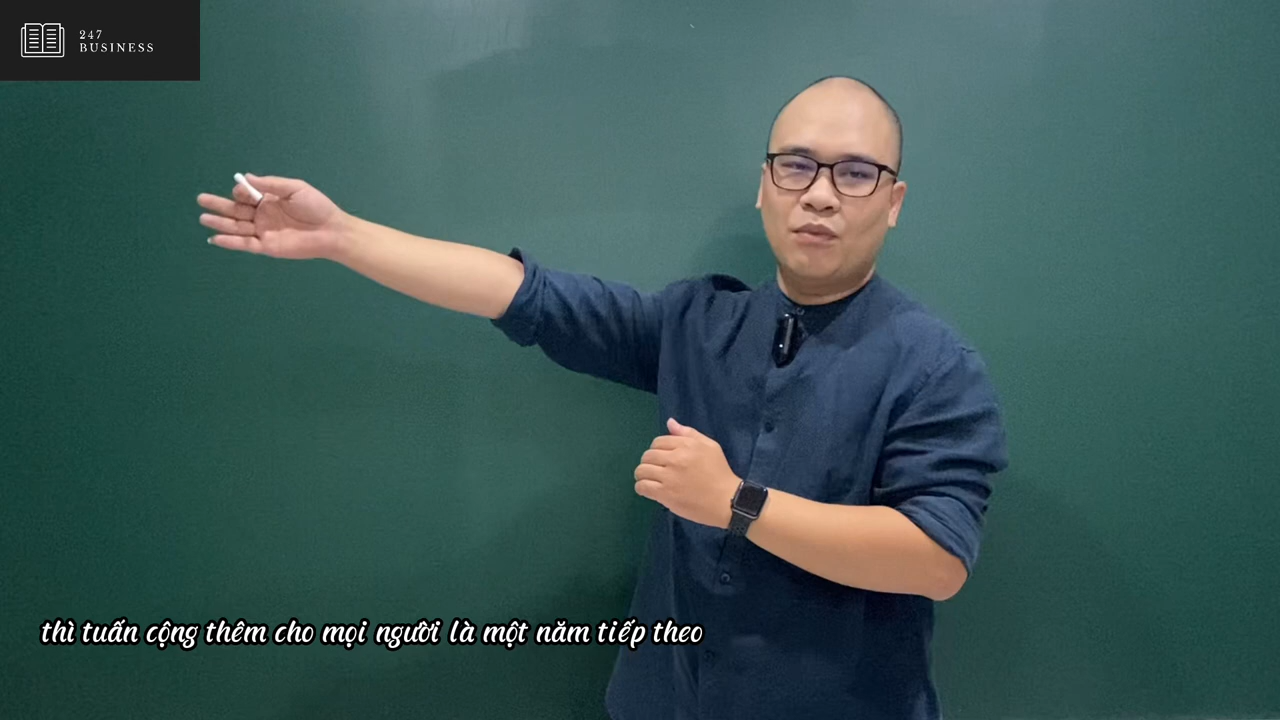 247
BUSINESS
thì tuấn cộng thêm cho mọi người là một năm tiếp theo